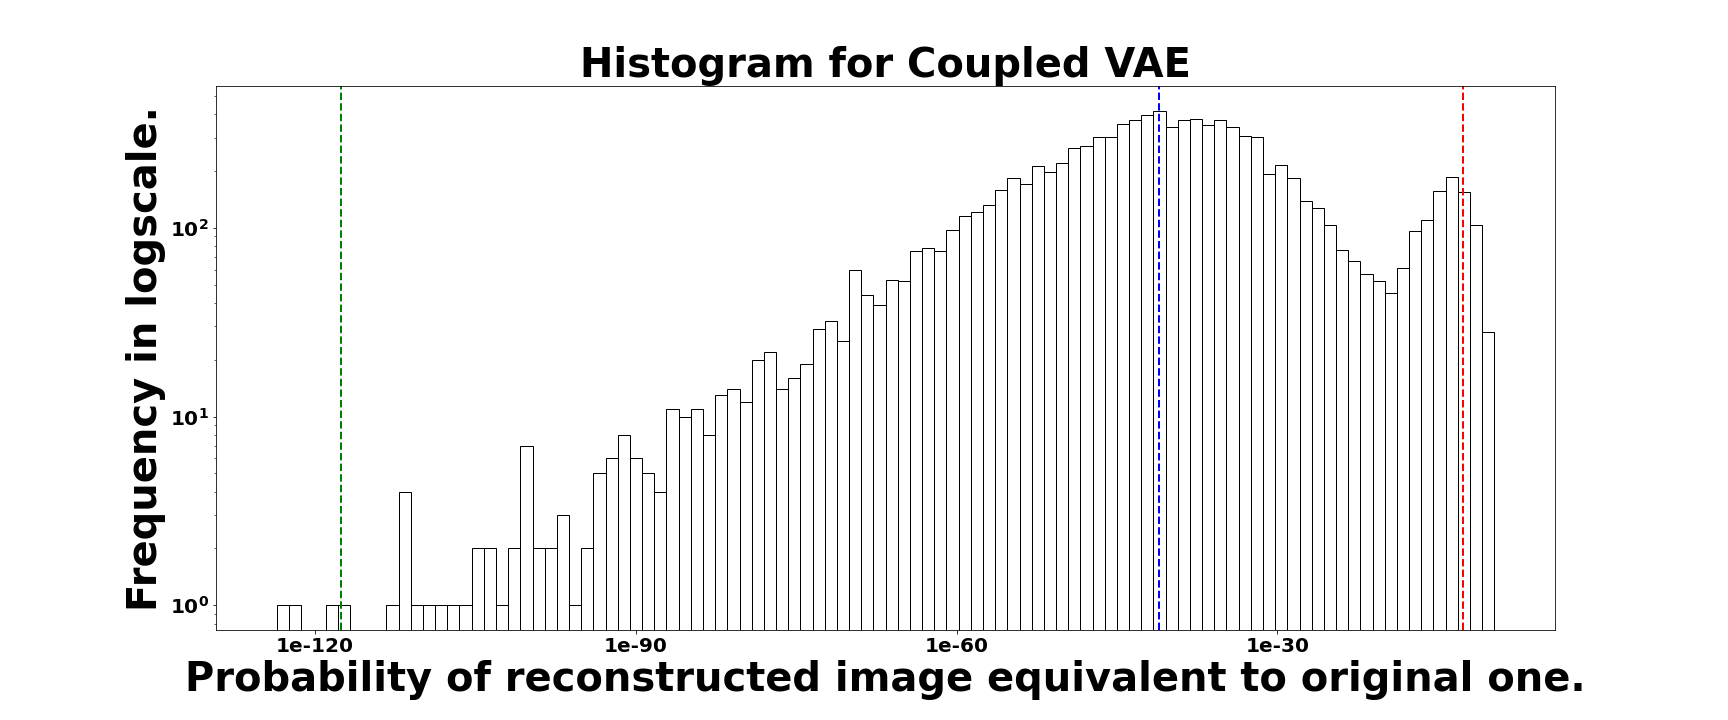 Histogram for Coupled VAE
Frequency in logscale.
10²
10¹
10⁰
1e-120 1e-90 1e-60 1e-30
Probability of reconstructed image equivalent to original one.